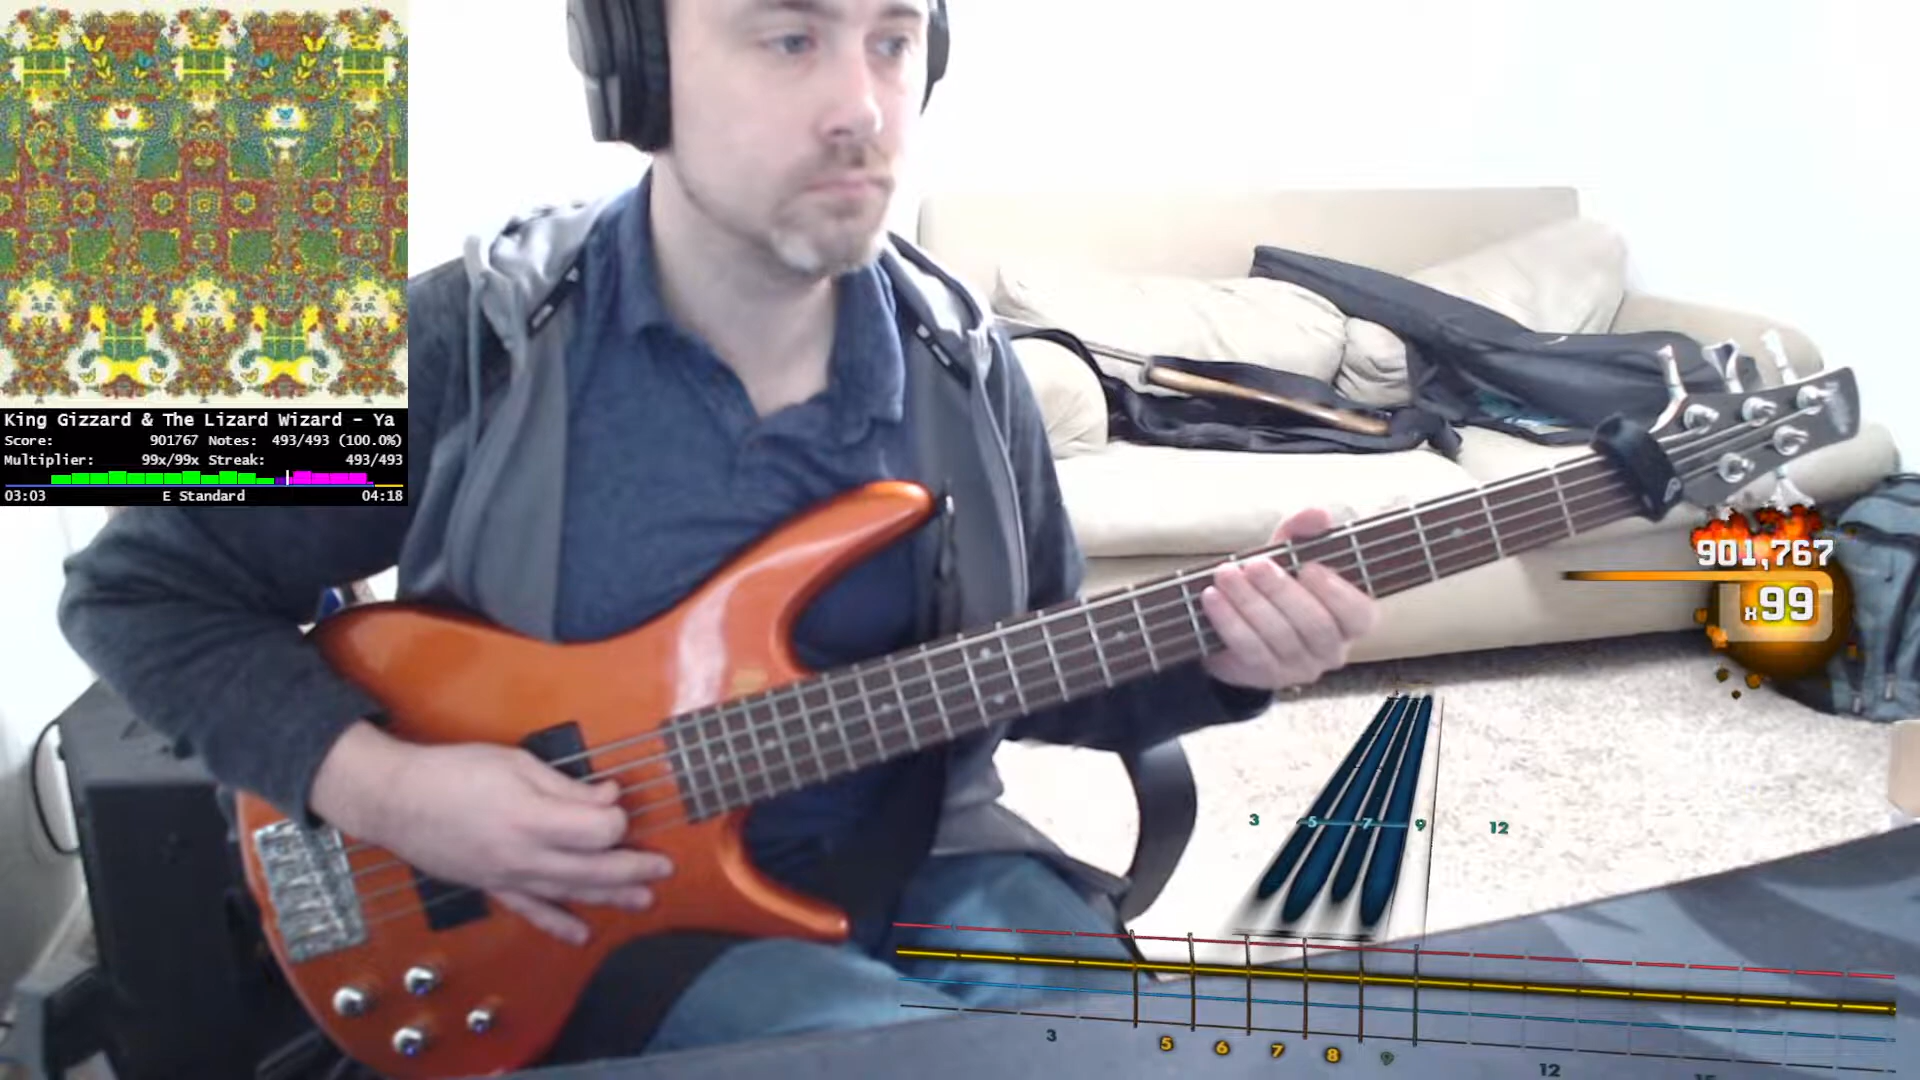 King Gizzard & The Lizard Wizard - Ya
Score: 901767 Notes: 493/493 (100.0%)
Multiplier: 99x/99x Streak: 493/493
03:03 E Standard 04:18
901,767
x99
3 5 7 9 12
3 5 6 7 8 9 12